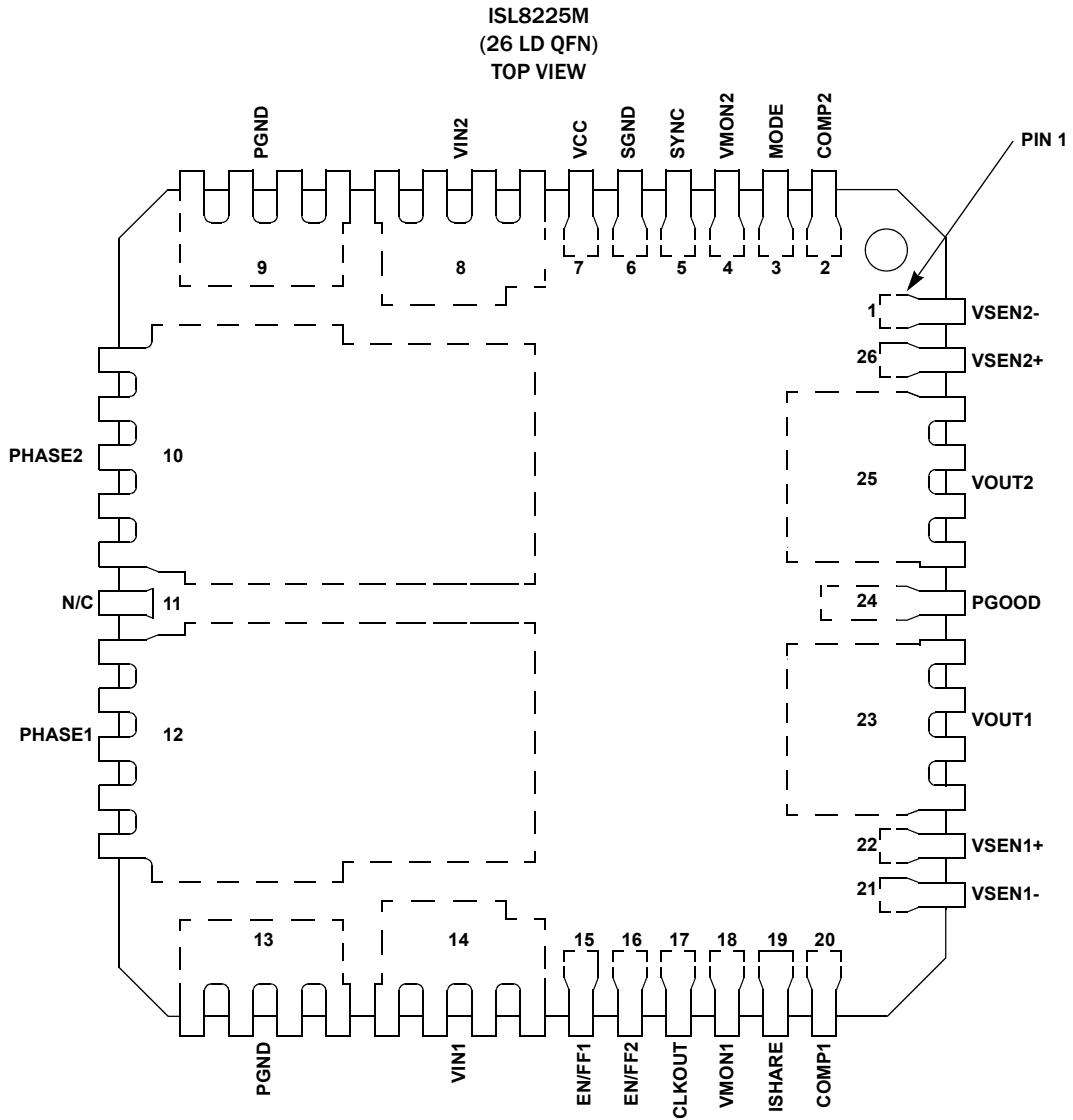 ISL8225M
(26 LD QFN)
TOP VIEW
PGND
VIN2
VCC
SGND
SYNC
VMON2
MODE
COMP2
PIN 1
9
8
7
6
5
4
3
2
1
VSEN2-
26
VSEN2+
PHASE2
10
25
VOUT2
N/C
11
24
PGOOD
PHASE1
12
23
VOUT1
22
VSEN1+
21
VSEN1-
13
14
15
16
17
18
19
20
PGND
VIN1
EN/FF1
EN/FF2
CLKOUT
VMON1
ISHARE
COMP1